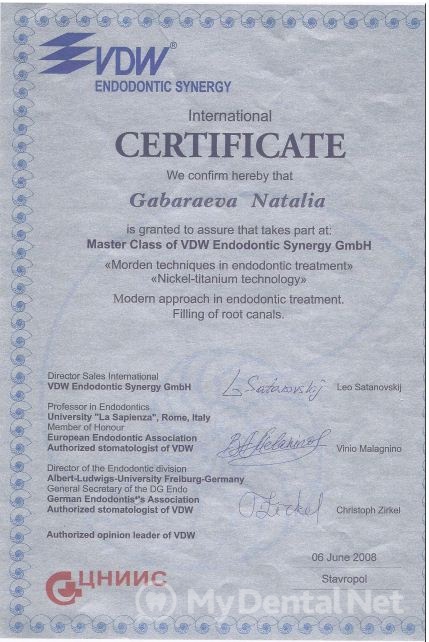 VDW®
ENDODONTIC SYNERGY
International
CERTIFICATE
We confirm hereby that
Gabaraeva Natalia
is granted to assure that takes part at:
Master Class of VDW Endodontic Synergy GmbH
«Morden techniques in endodontic treatment»
«Nickel-titanium technology»
Modern approach in endodontic treatment.
Filling of root canals.
Director Sales International
VDW Endodontic Synergy GmbH
L. Satanovskij
Leo Satanovskij
Professor in Endodontics
University "La Sapienza", Rome, Italy
Member of Honour
European Endodontic Association
Authorized stomatologist of VDW
Vinio Malagnino
Director of the Endodontic division
Albert-Ludwigs-University Freiburg-Germany
General Secretary of the DG Endo
German Endodontis*'s Association
Authorized stomatologist of VDW
Christoph Zirkel
Authorized opinion leader of VDW
06 June 2008
Stavropol
ЦНИИС
MyDentalNet